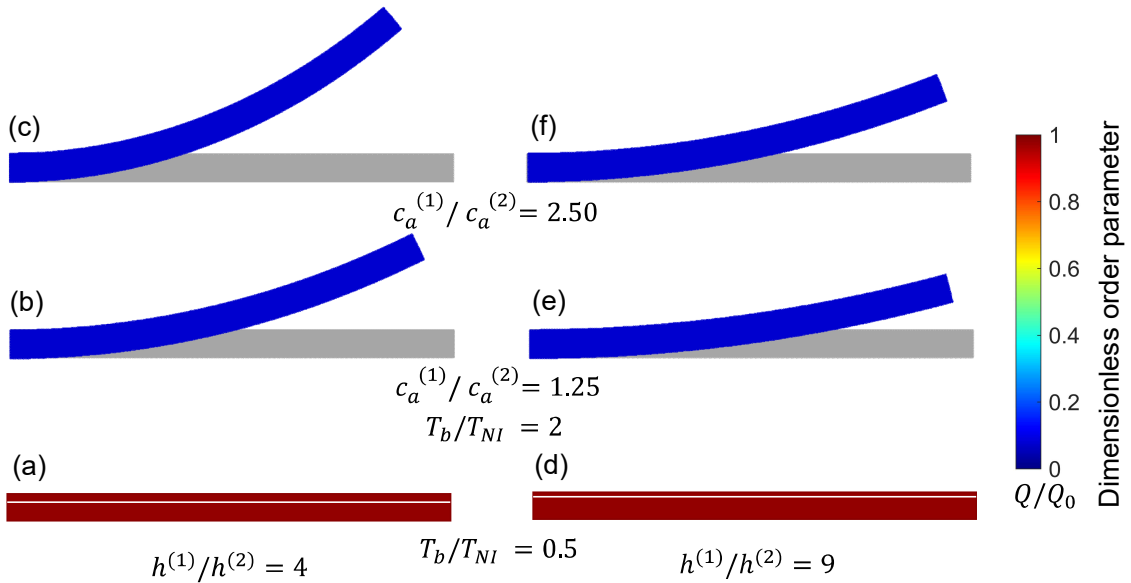 (c)
(f)
c_a^(1) / c_a^(2) = 2.50
(b)
(e)
c_a^(1) / c_a^(2) = 1.25
T_b/T_NI = 2
(a)
(d)
T_b/T_NI = 0.5
h^(1)/h^(2) = 4
h^(1)/h^(2) = 9
1
0.8
0.6
0.4
0.2
0
Q/Q_0
Dimensionless order parameter